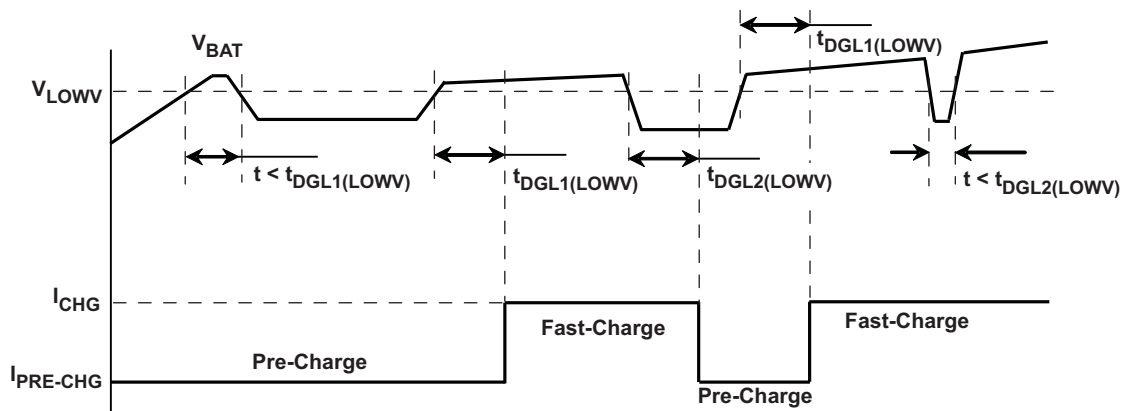 V_BAT
t_DGL1(LOWV)
V_LOWV
t < t_DGL1(LOWV)
t_DGL1(LOWV)
t_DGL2(LOWV)
t < t_DGL2(LOWV)
I_CHG
Fast-Charge
Fast-Charge
Pre-Charge
I_PRE-CHG
Pre-Charge